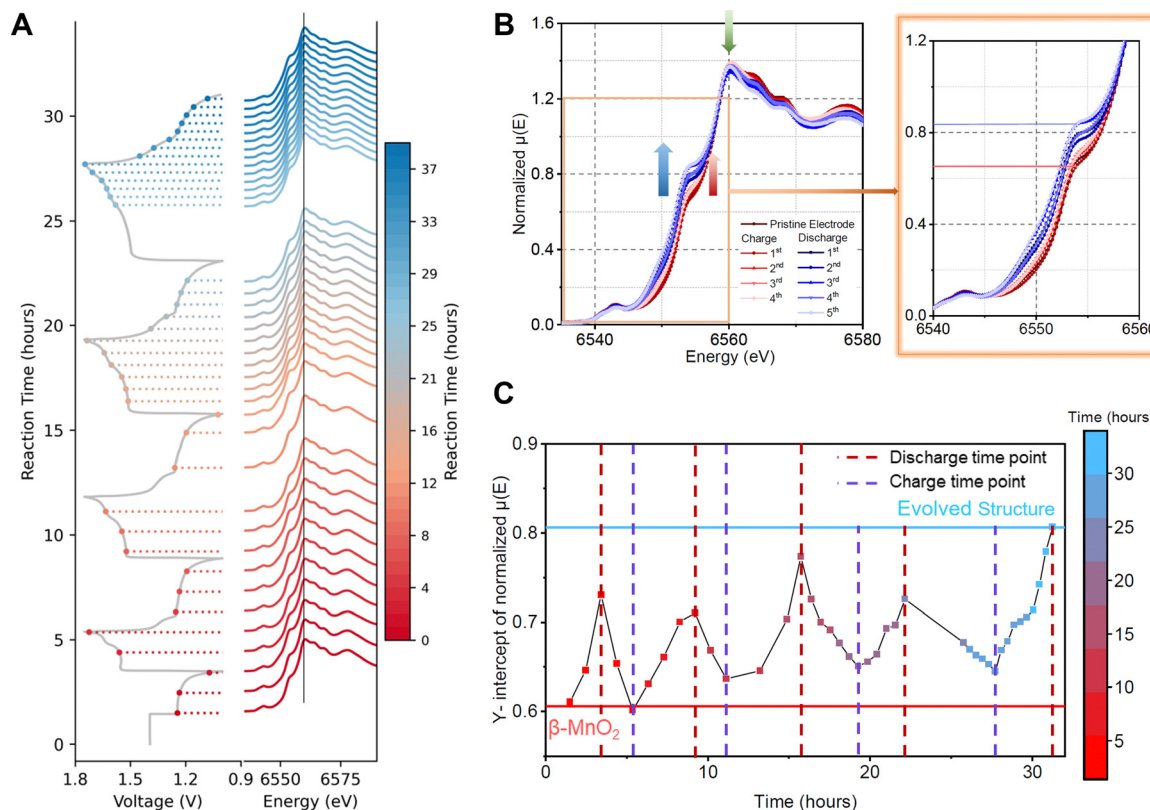 A
Reaction Time (hours)
30
25
20
15
10
5
0
1.8
1.5
1.2
0.9
Voltage (V)
6550
6575
Energy (eV)
Reaction Time (hours)
37
33
29
25
21
16
12
8
4
0
B
Normalized μ(E)
1.6
1.2
0.8
0.4
0.0
6540
6560
6580
Energy (eV)
Pristine Electrode
Charge Discharge
1st 1st
2nd 2nd
3rd 3rd
4th 4th
5th
1.2
0.8
0.4
0.0
6540
6550
6560
C
Y- intercept of normalized μ(E)
0.9
0.8
0.7
0.6
0
10
20
30
Time (hours)
Discharge time point
Charge time point
Evolved Structure
β-MnO2
Time (hours)
30
25
20
15
10
5